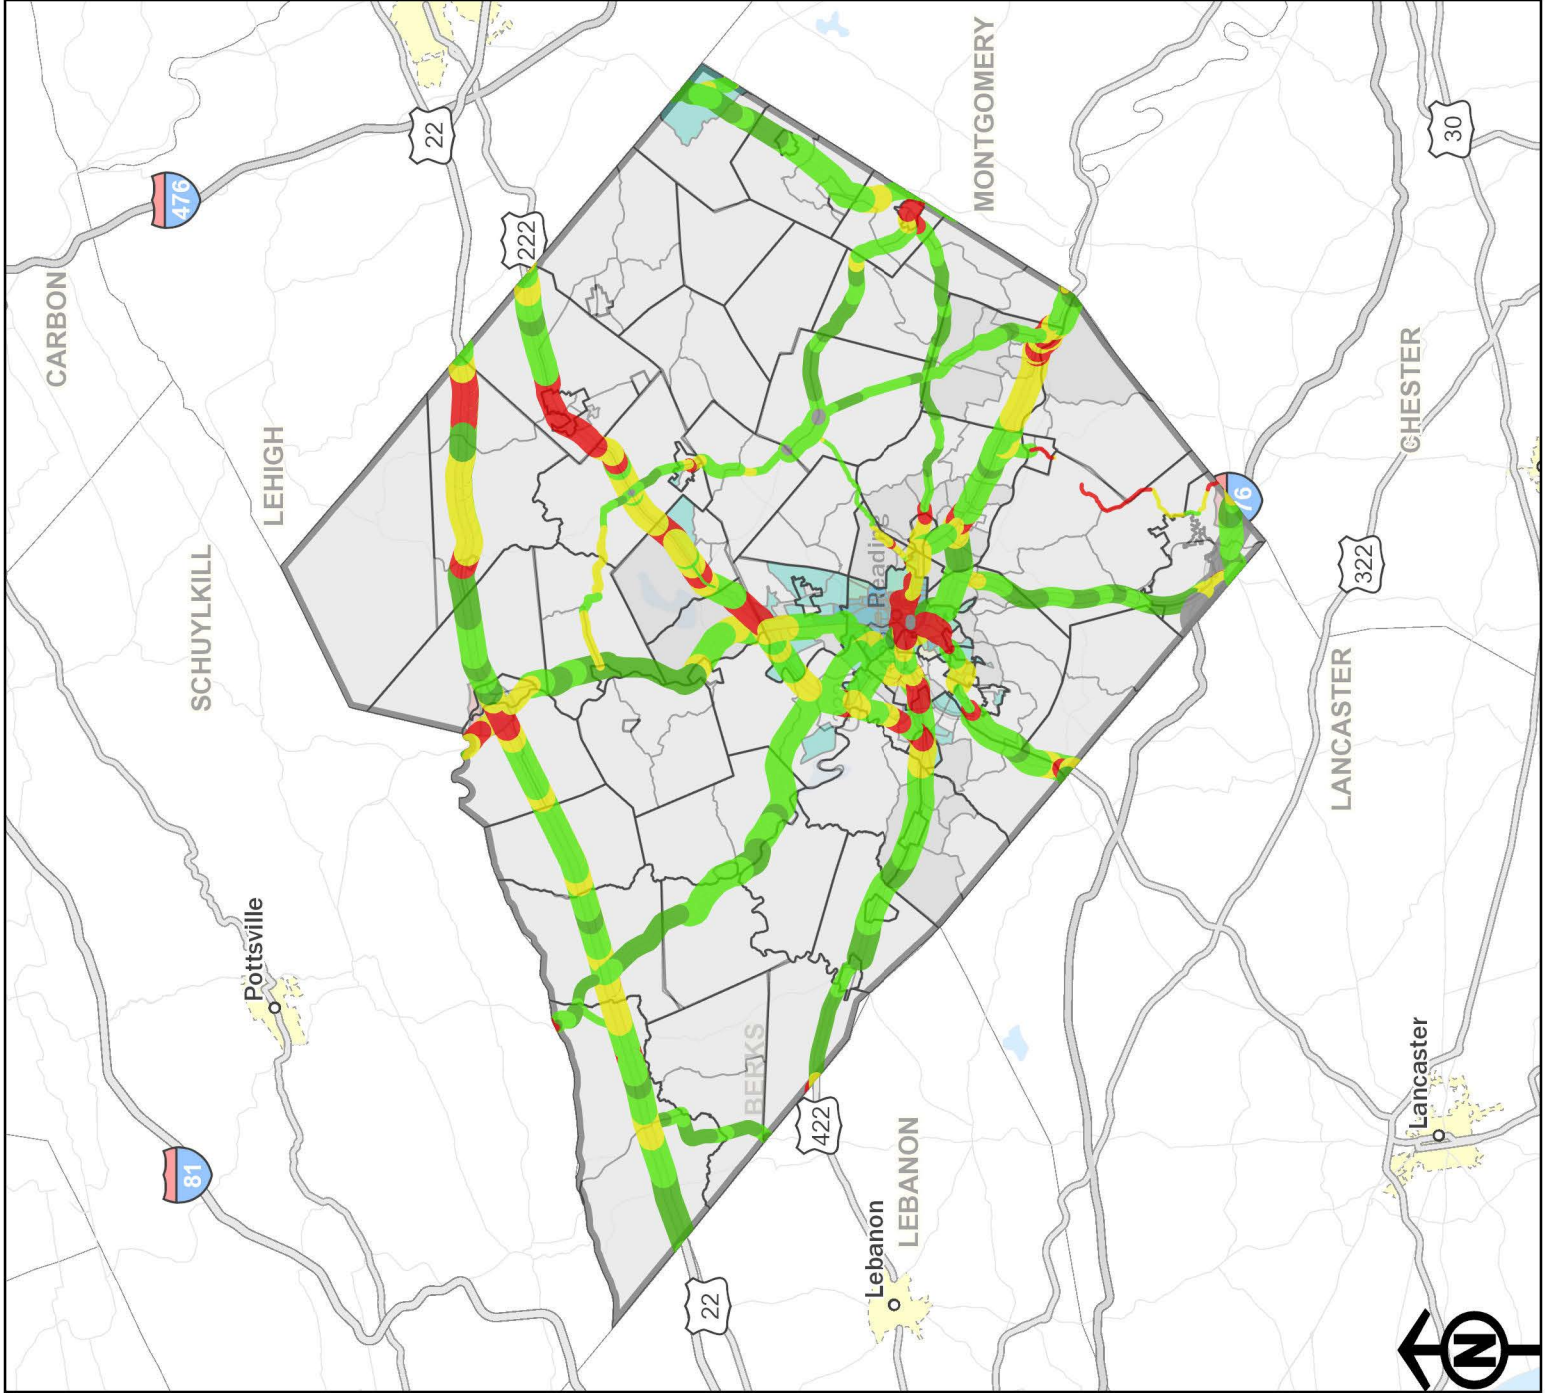 CARBON
476
22
222
LEHIGH
SCHUYLKILL
Pottsville
81
MONTGOMERY
30
CHESTER
76
322
LANCASTER
Reading
BERKS
422
LEBANON
Lebanon
22
Lancaster
N